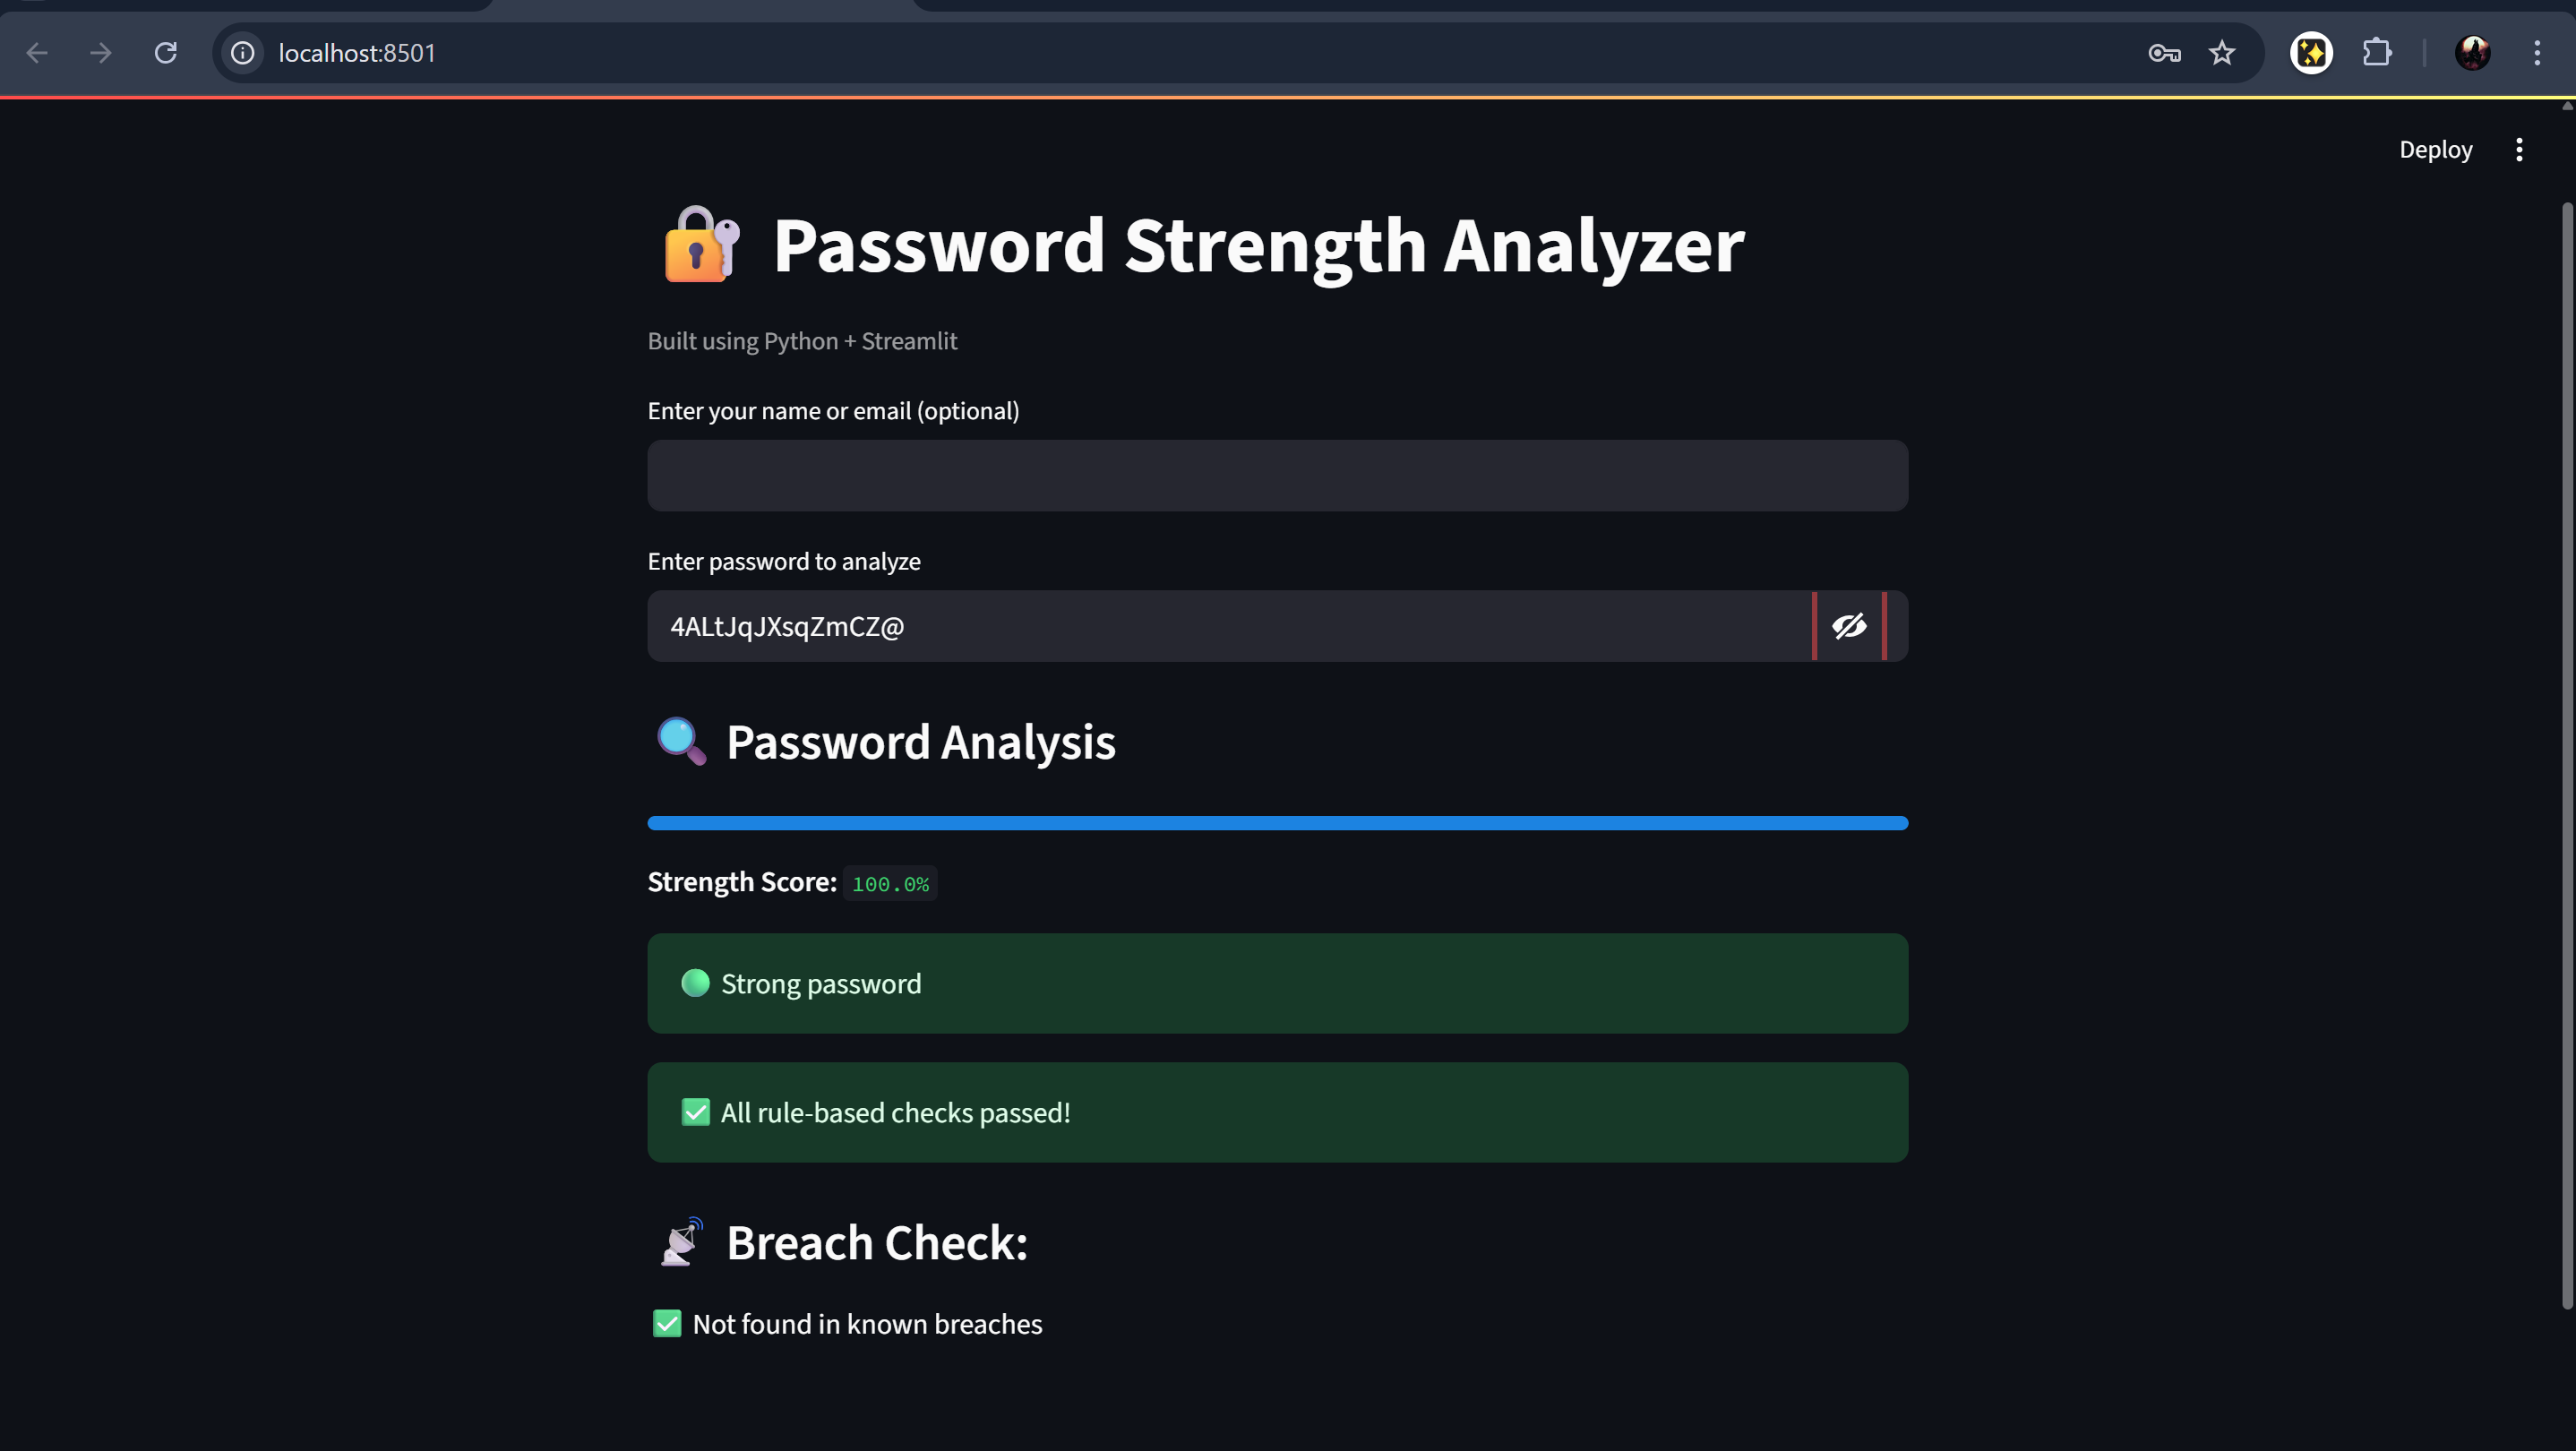 localhost:8501
Deploy
Password Strength Analyzer
Built using Python + Streamlit
Enter your name or email (optional)
Enter password to analyze
4ALtJqJXsqZmCZ@
Password Analysis
Strength Score: 100.0%
Strong password
All rule-based checks passed!
Breach Check:
Not found in known breaches